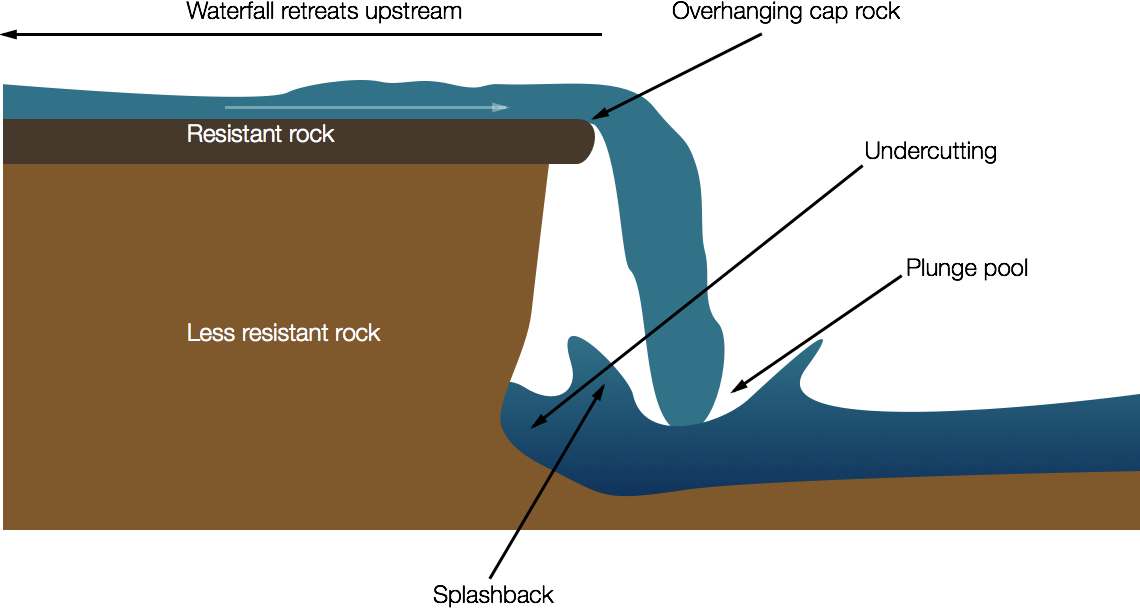 Waterfall retreats upstream
Overhanging cap rock
Resistant rock
Undercutting
Plunge pool
Less resistant rock
Splashback